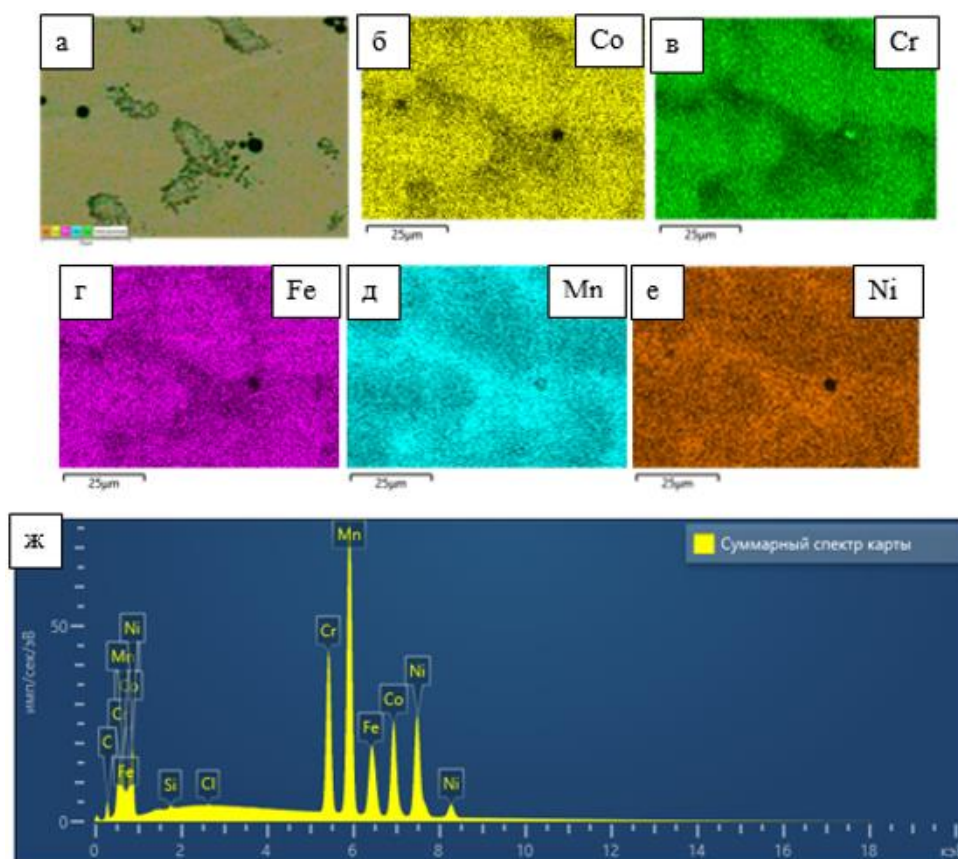 а б Co в Cr
25μm 25μm
г Fe д Mn е Ni
25μm 25μm 25μm
ж
Суммарный спектр карты
имп/сек/эВ
50
0
Mn
Cr
Ni
Co
Fe
Ni
Ni
Mn
Co
C
C
Fe
Si
Cl
0 2 4 6 8 10 12 14 16 18